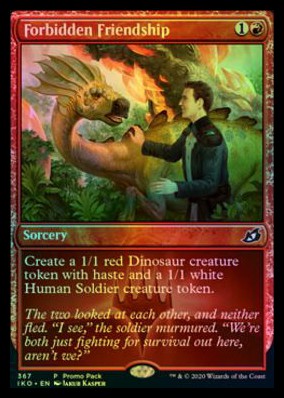 Forbidden Friendship 1
Sorcery
Create a 1/1 red Dinosaur creature
token with haste and a 1/1 white
Human Soldier creature token.
The two looked at each other, and neither
fled. "I see," the soldier murmured. "We're
both just fighting for survival out here,
aren't we?"
367 P Promo Pack ™ & © 2020 Wizards of the Coast
IKO • EN Jakub Kasper